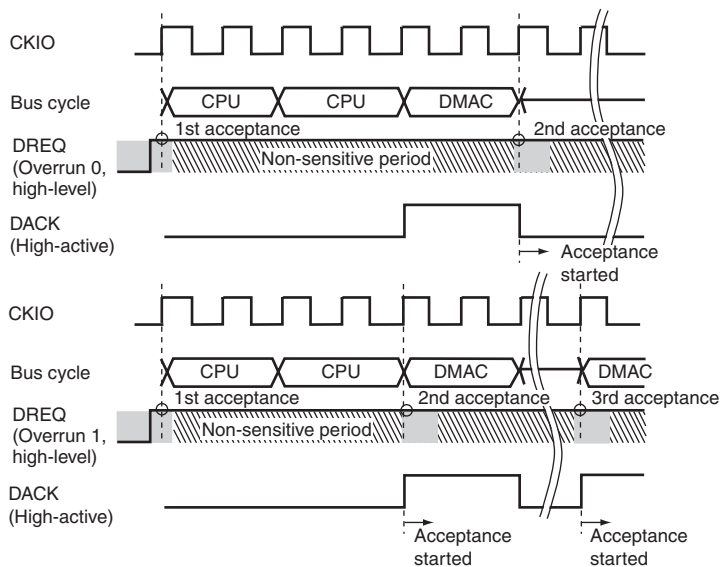 CKIO
Bus cycle
CPU
CPU
DMAC
1st acceptance
2nd acceptance
DREQ
(Overrun 0,
high-level)
Non-sensitive period
DACK
(High-active)
Acceptance
started
CKIO
Bus cycle
CPU
CPU
DMAC
DMAC
1st acceptance
2nd acceptance
3rd acceptance
DREQ
(Overrun 1,
high-level)
Non-sensitive period
DACK
(High-active)
Acceptance
started
Acceptance
started